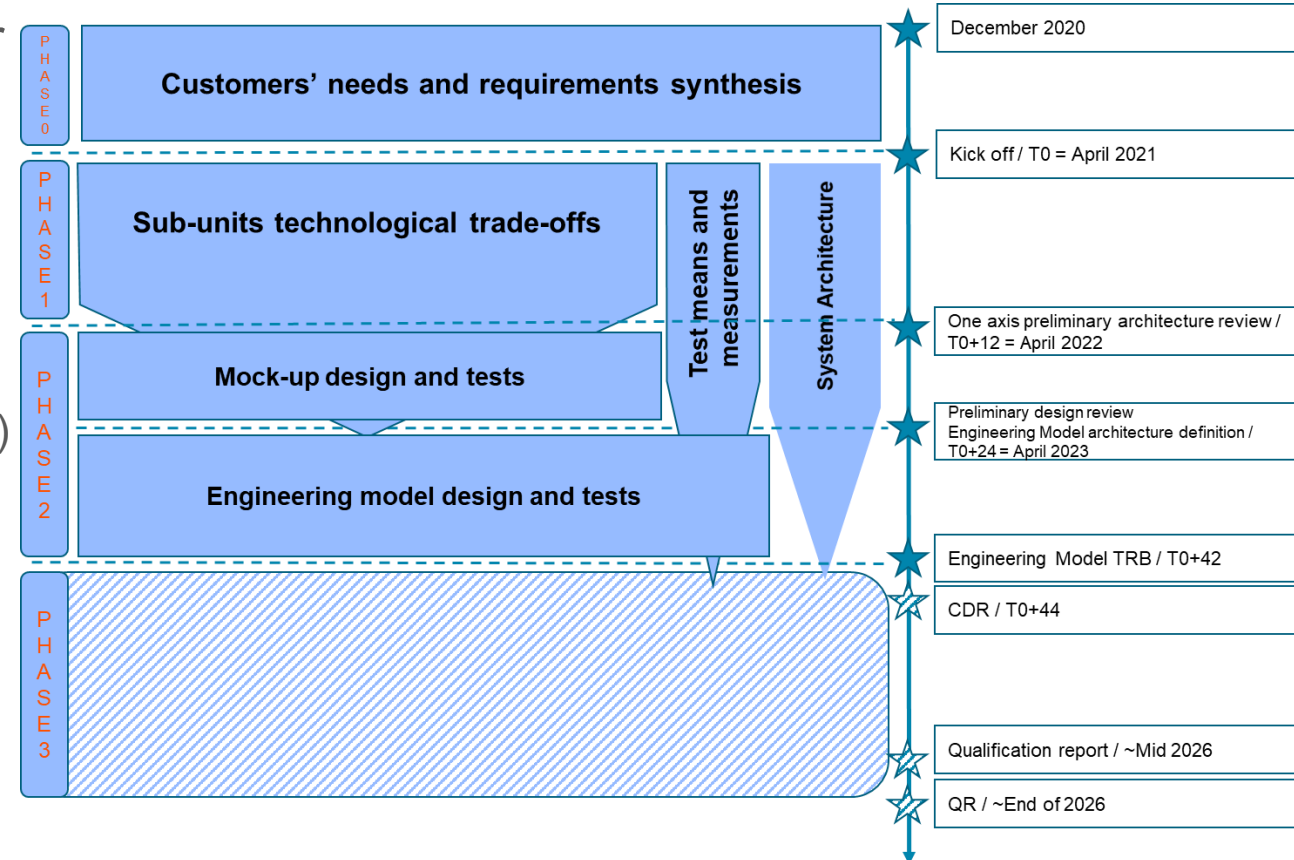 PHASE0
Customers’ needs and requirements synthesis
December 2020
Kick off / T0 = April 2021
PHASE1
Sub-units technological trade-offs
Test means and
measurements
System Architecture
One axis preliminary architecture review /
T0+12 = April 2022
PHASE2
Mock-up design and tests
Preliminary design review
Engineering Model architecture definition /
T0+24 = April 2023
)
Engineering model design and tests
Engineering Model TRB / T0+42
PHASE3
CDR / T0+44
Qualification report / ~Mid 2026
QR / ~End of 2026